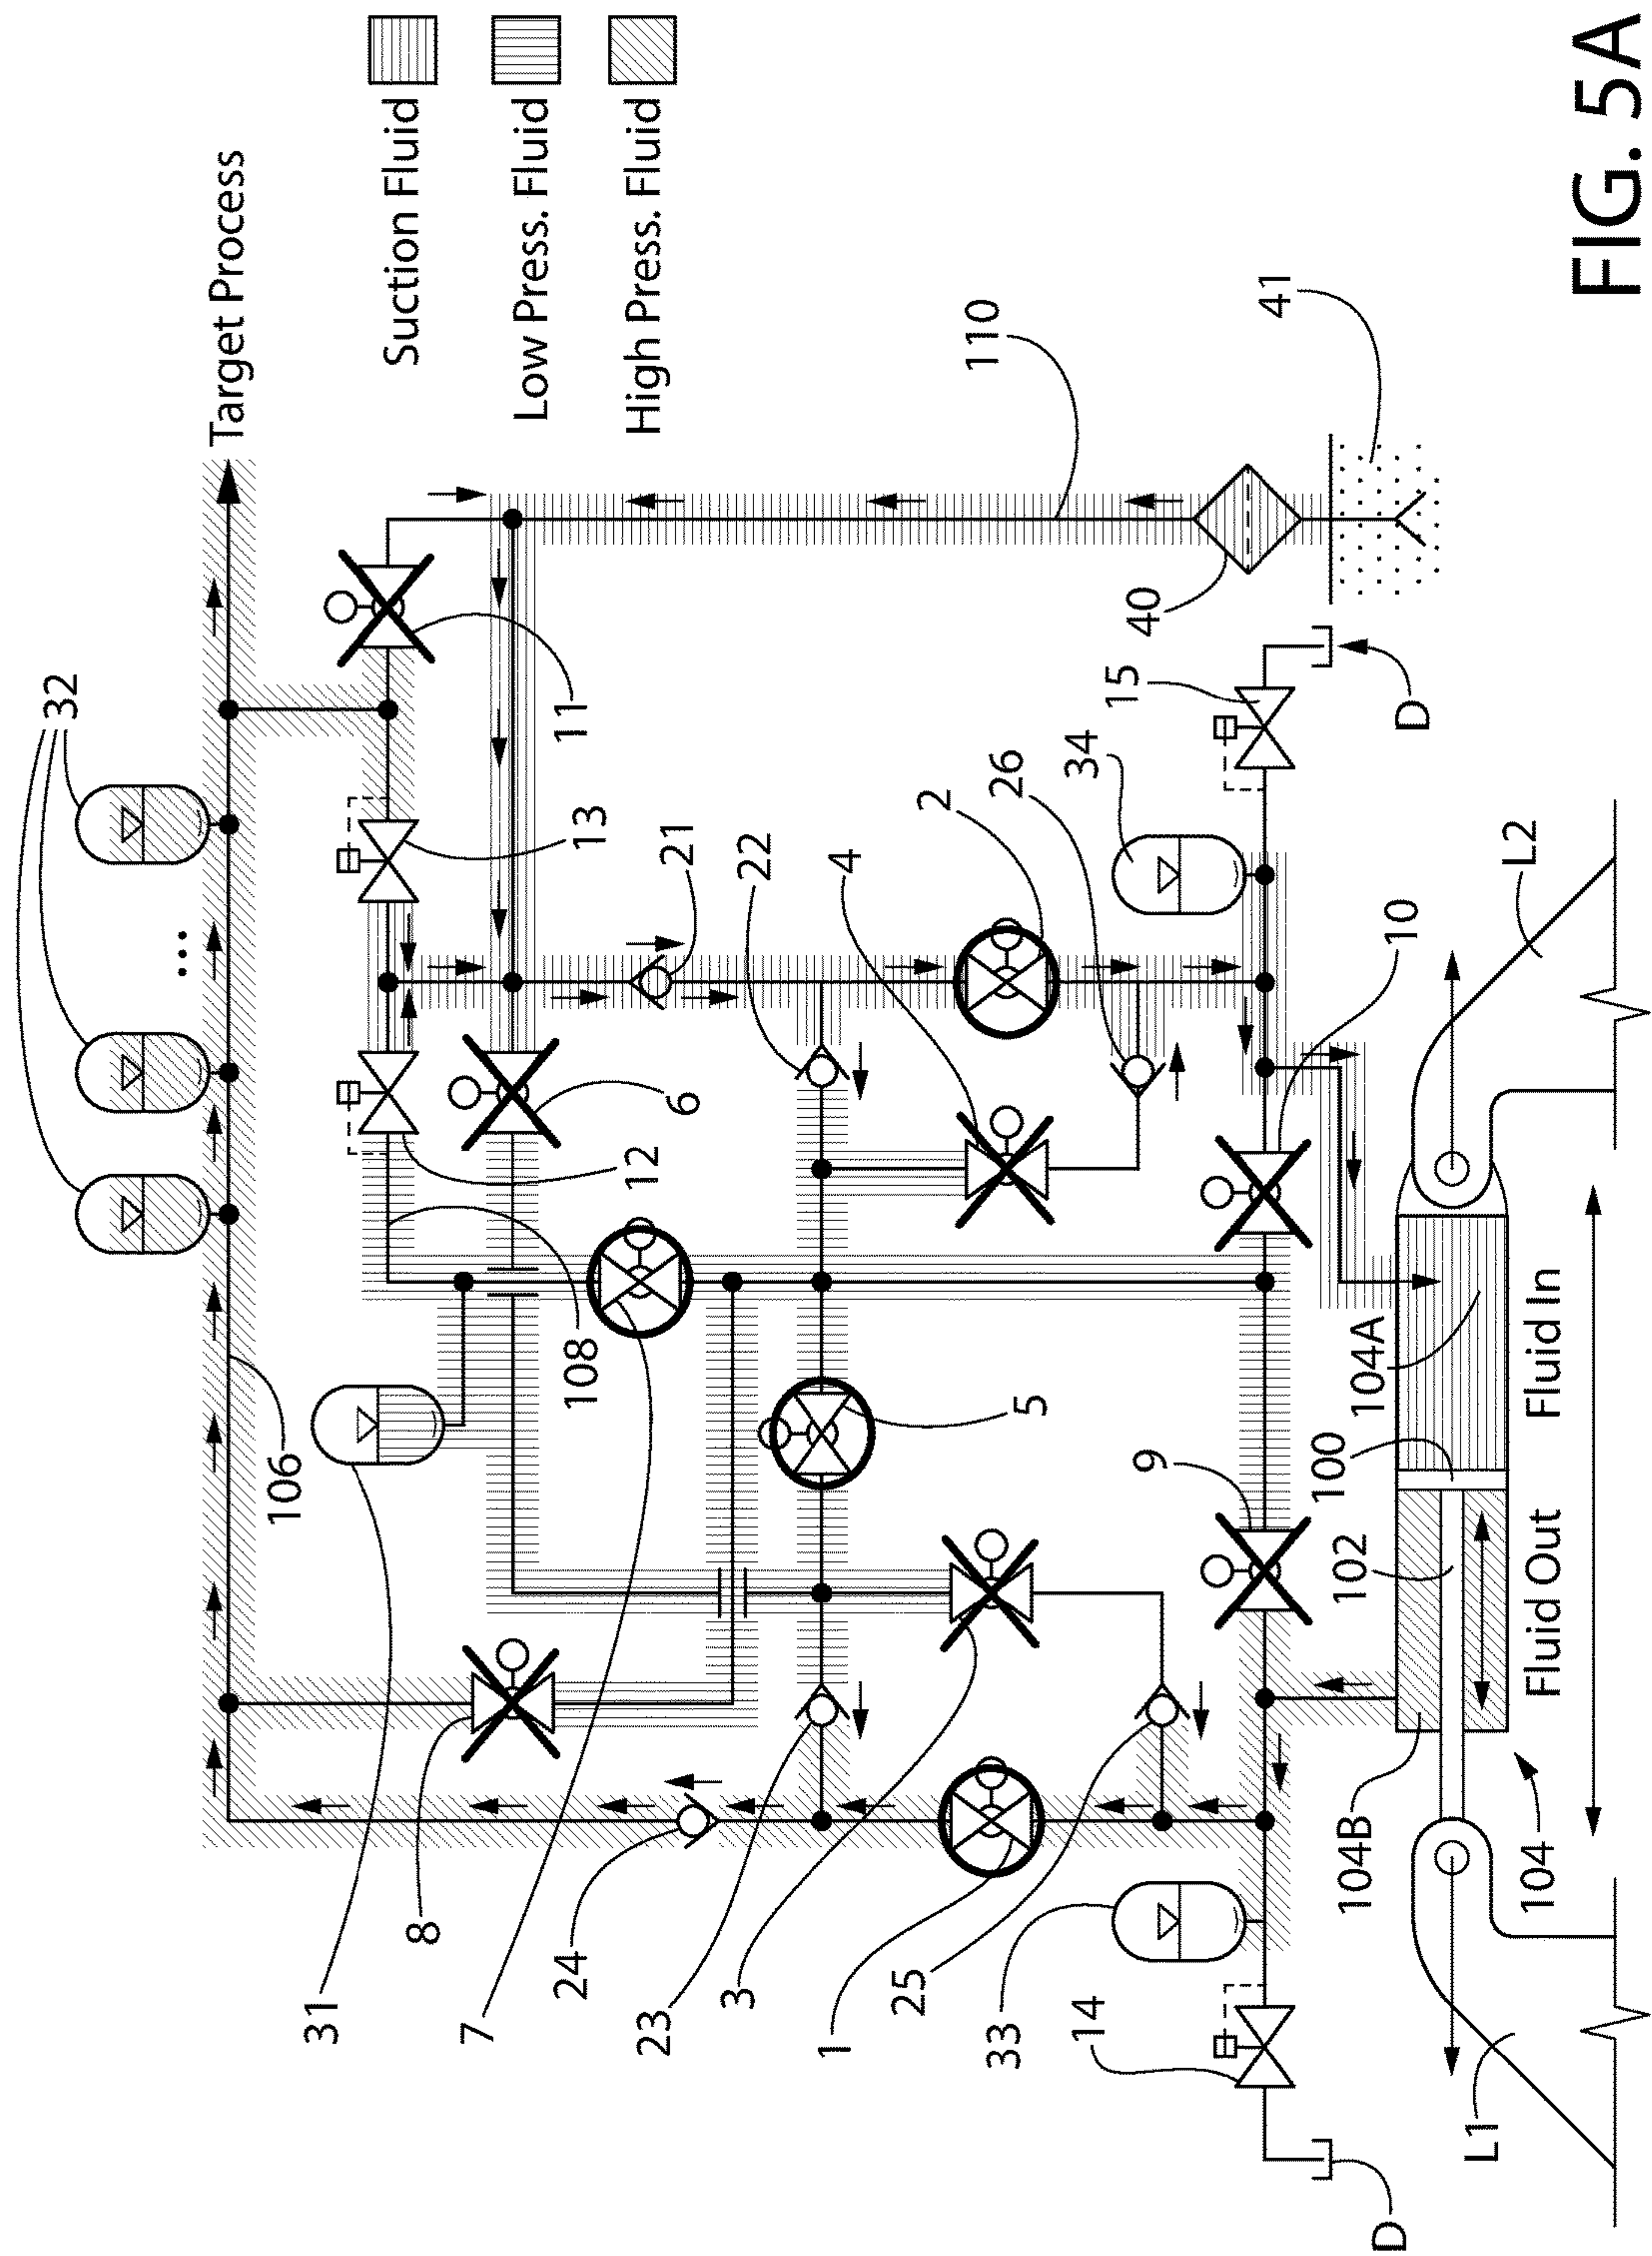 32
Target Process
106
31
Suction Fluid
8
7
Low Press. Fluid
24
108
11
13
23
12
High Press. Fluid
21
6
3
22
1
4
25
2
110
33
26
5
14
34
15
9
40
41
104B
102
100
104A
D
10
D
L1
L2
104
Fluid Out
Fluid In
FIG. 5A